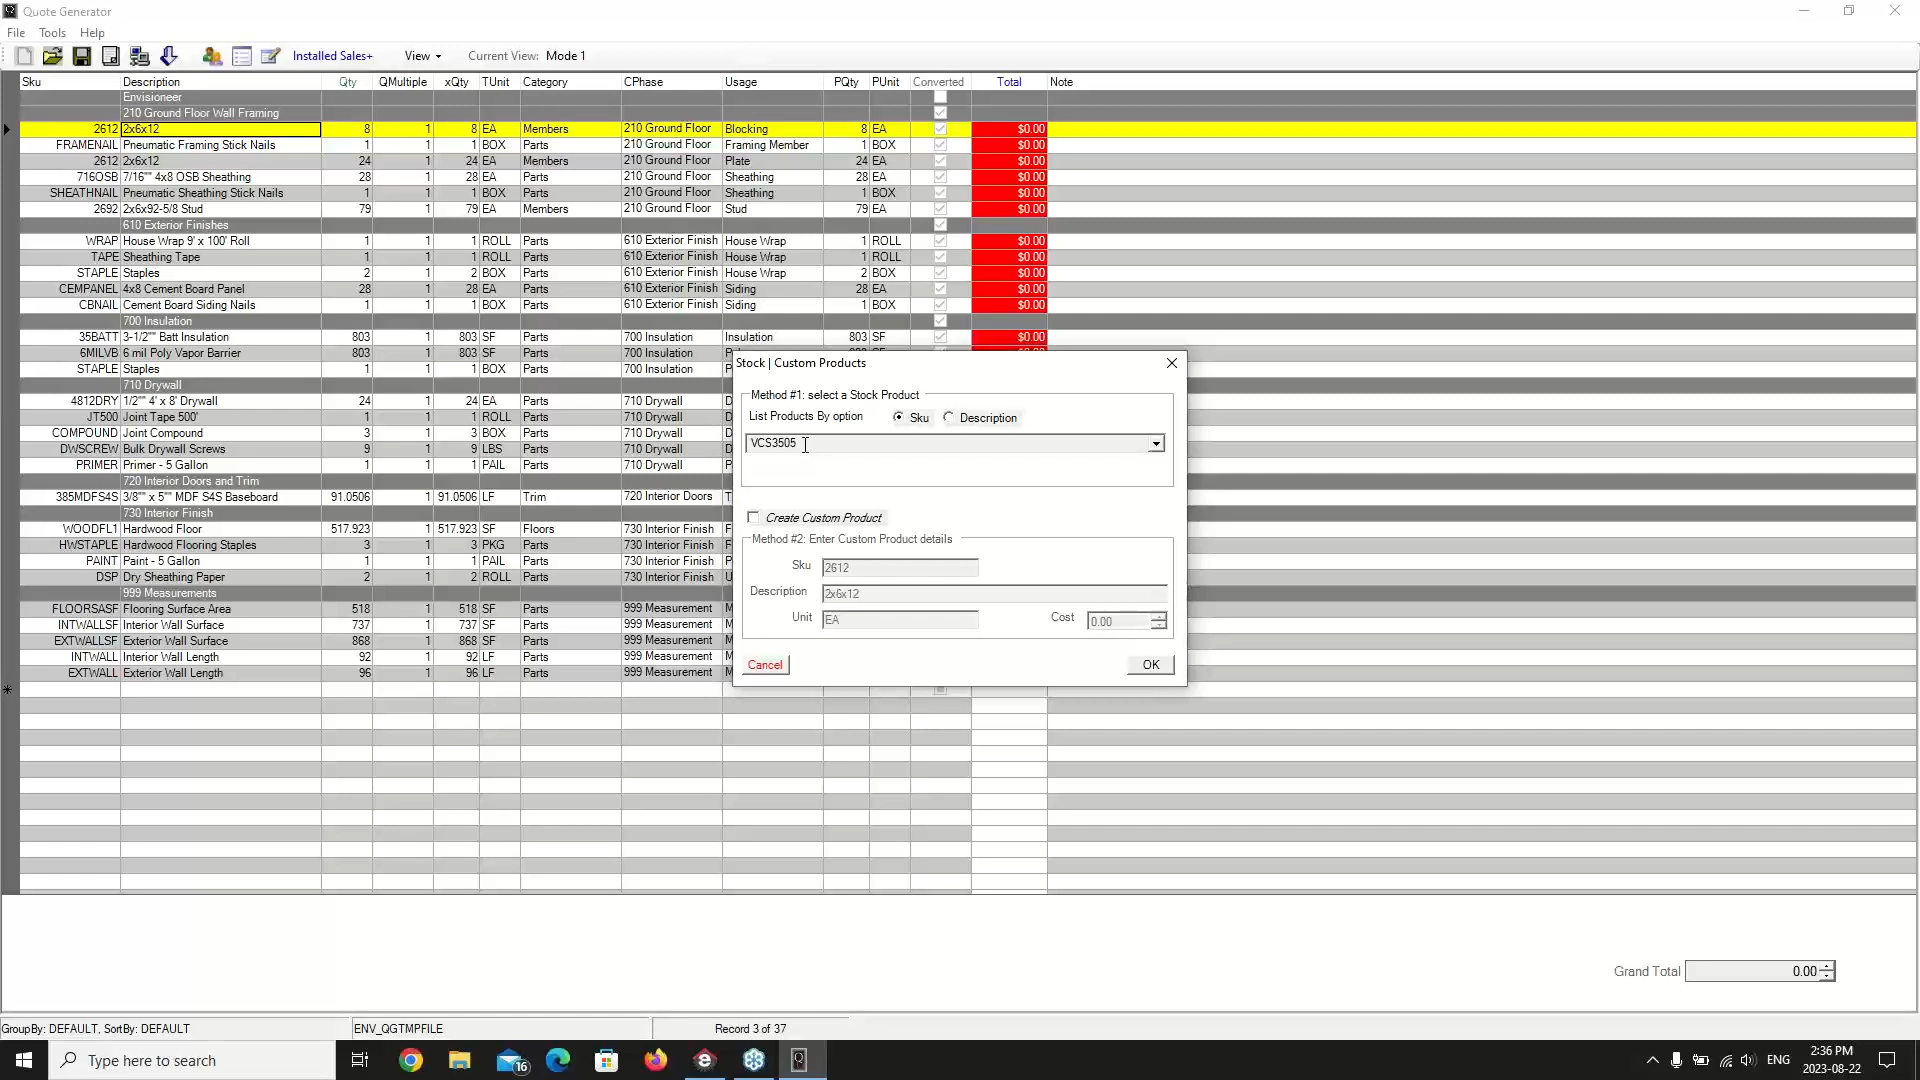 Quote Generator
File Tools Help
Installed Sales+ View Current View: Mode 1
Sku Description Qty QMultiple xQty TUnit Category CPhase Usage PQty PUnit Converted Total Note
Envisioneer
210 Ground Floor Wall Framing
2612 2x6x12 8 1 8 EA Members 210 Ground Floor Blocking 8 EA $0.00
FRAMENAIL Pneumatic Framing Stick Nails 1 1 1 BOX Parts 210 Ground Floor Framing Member 1 BOX $0.00
2612 2x6x12 24 1 24 EA Members 210 Ground Floor Plate 24 EA $0.00
716OSB 7/16"" 4x8 OSB Sheathing 28 1 28 EA Parts 210 Ground Floor Sheathing 28 EA $0.00
SHEATHNAIL Pneumatic Sheathing Stick Nails 1 1 1 BOX Parts 210 Ground Floor Sheathing 1 BOX $0.00
2692 2x6x92-5/8 Stud 79 1 79 EA Members 210 Ground Floor Stud 79 EA $0.00
610 Exterior Finishes
WRAP House Wrap 9' x 100' Roll 1 1 1 ROLL Parts 610 Exterior Finish House Wrap 1 ROLL $0.00
TAPE Sheathing Tape 1 1 1 ROLL Parts 610 Exterior Finish House Wrap 1 ROLL $0.00
STAPLE Staples 2 1 2 BOX Parts 610 Exterior Finish House Wrap 2 BOX $0.00
CEMPANEL 4x8 Cement Board Panel 28 1 28 EA Parts 610 Exterior Finish Siding 28 EA $0.00
CBNAIL Cement Board Siding Nails 1 1 1 BOX Parts 610 Exterior Finish Siding 1 BOX $0.00
700 Insulation
35BATT 3-1/2"" Batt Insulation 803 1 803 SF Parts 700 Insulation Insulation 803 SF $0.00
6MILVB 6 mil Poly Vapor Barrier 803 1 803 SF Parts 700 Insulation
STAPLE Staples 1 1 1 BOX Parts 700 Insulation
710 Drywall
4812DRY 1/2"" 4' x 8' Drywall 24 1 24 EA Parts 710 Drywall
JT500 Joint Tape 500' 1 1 1 ROLL Parts 710 Drywall
COMPOUND Joint Compound 3 1 3 BOX Parts 710 Drywall
DWSCREW Bulk Drywall Screws 9 1 9 LBS Parts 710 Drywall
PRIMER Primer - 5 Gallon 1 1 1 PAIL Parts 710 Drywall
720 Interior Doors and Trim
385MDFS4S 3/8"" x 5"" MDF S4S Baseboard 91.0506 1 91.0506 LF Trim 720 Interior Doors
730 Interior Finish
WOODFL1 Hardwood Floor 517.923 1 517.923 SF Floors 730 Interior Finish
HWSTAPLE Hardwood Flooring Staples 3 1 3 PKG Parts 730 Interior Finish
PAINT Paint - 5 Gallon 1 1 1 PAIL Parts 730 Interior Finish
DSP Dry Sheathing Paper 2 1 2 ROLL Parts 730 Interior Finish
999 Measurements
FLOORSASF Flooring Surface Area 518 1 518 SF Parts 999 Measurement
INTWALLSF Interior Wall Surface 737 1 737 SF Parts 999 Measurement
EXTWALLSF Exterior Wall Surface 868 1 868 SF Parts 999 Measurement
INTWALL Interior Wall Length 92 1 92 LF Parts 999 Measurement
EXTWALL Exterior Wall Length 96 1 96 LF Parts 999 Measurement
Stock | Custom Products
Method #1: select a Stock Product
List Products By option Sku Description
VCS3505
Create Custom Product
Method #2: Enter Custom Product details
Sku 2612
Description 2x6x12
Unit EA Cost 0.00
Cancel OK
Grand Total 0.00
GroupBy: DEFAULT, SortBy: DEFAULT ENV_QGTMPFILE Record 3 of 37
Type here to search 16 ENG 2:36 PM
2023-08-22